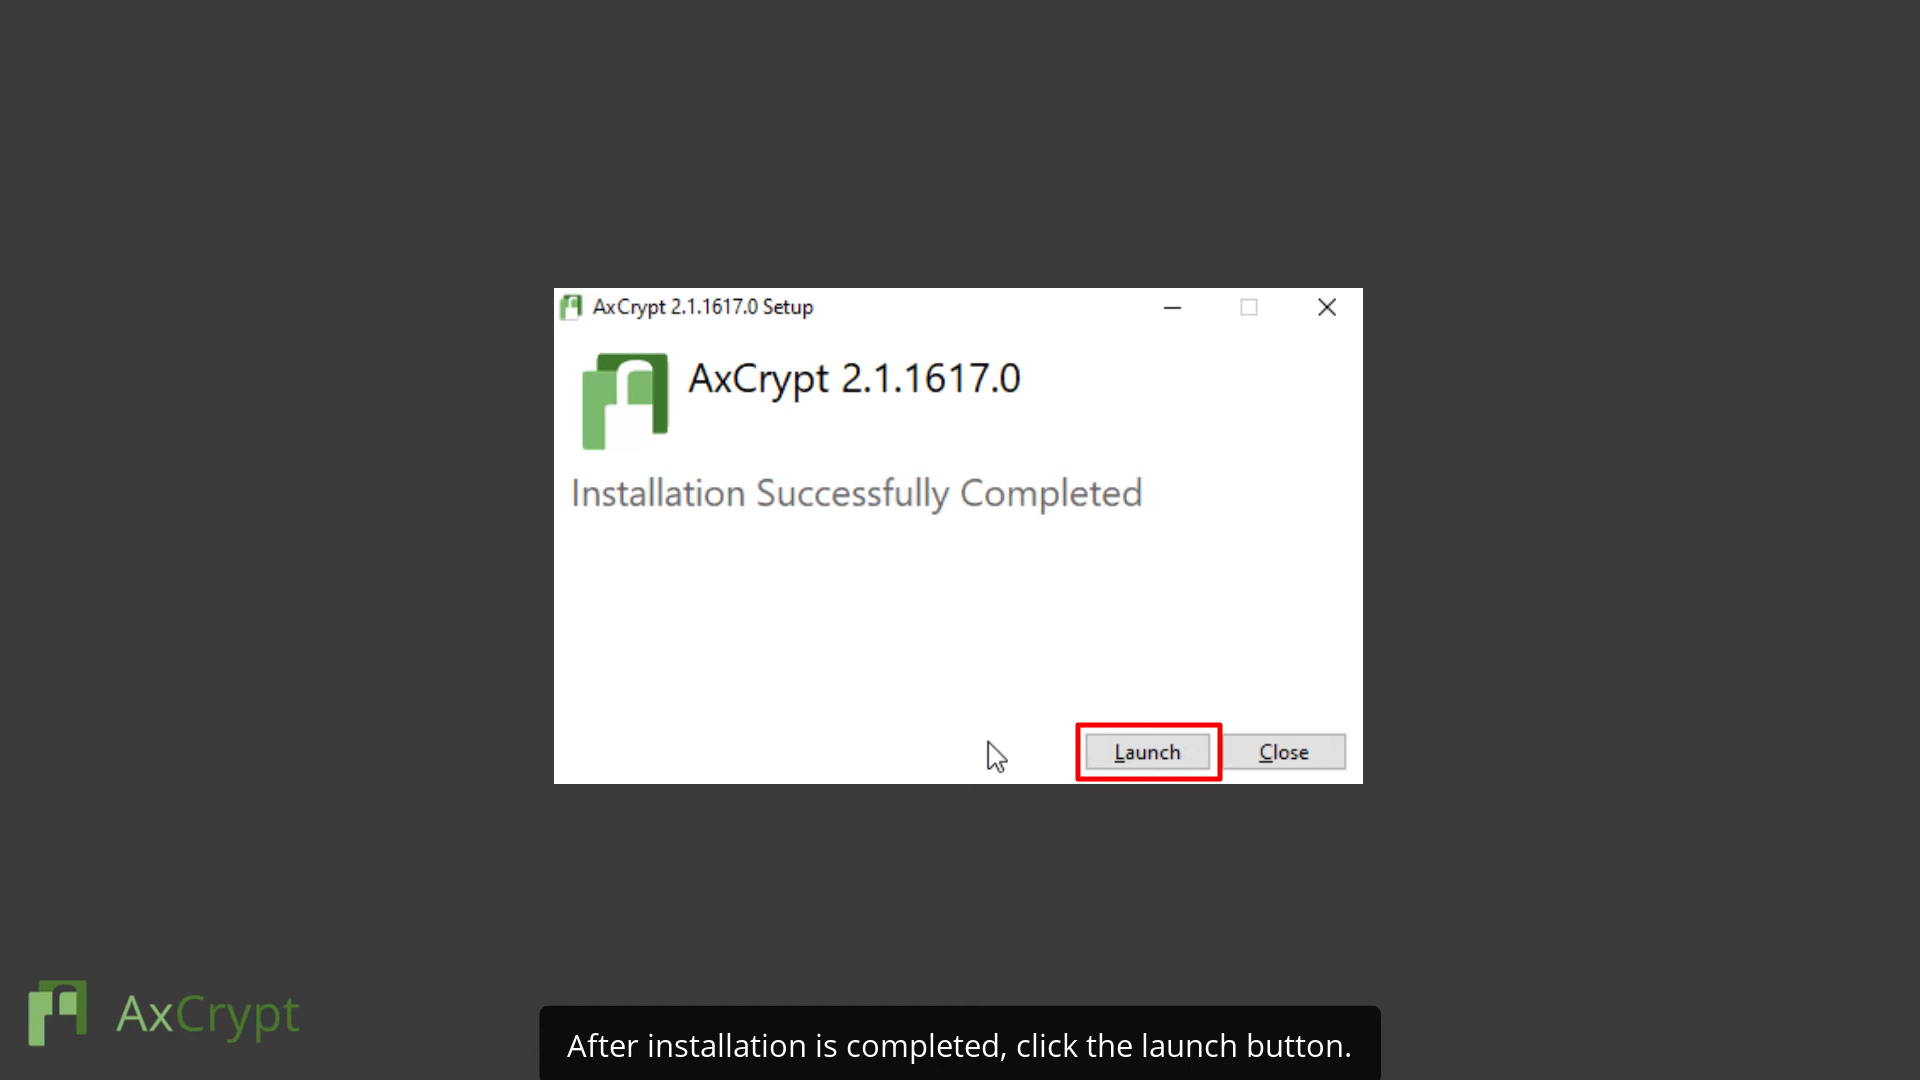 AxCrypt 2.1.1617.0 Setup
AxCrypt 2.1.1617.0
Installation Successfully Completed
Launch
Close
AxCrypt
After installation is completed, click the launch button.